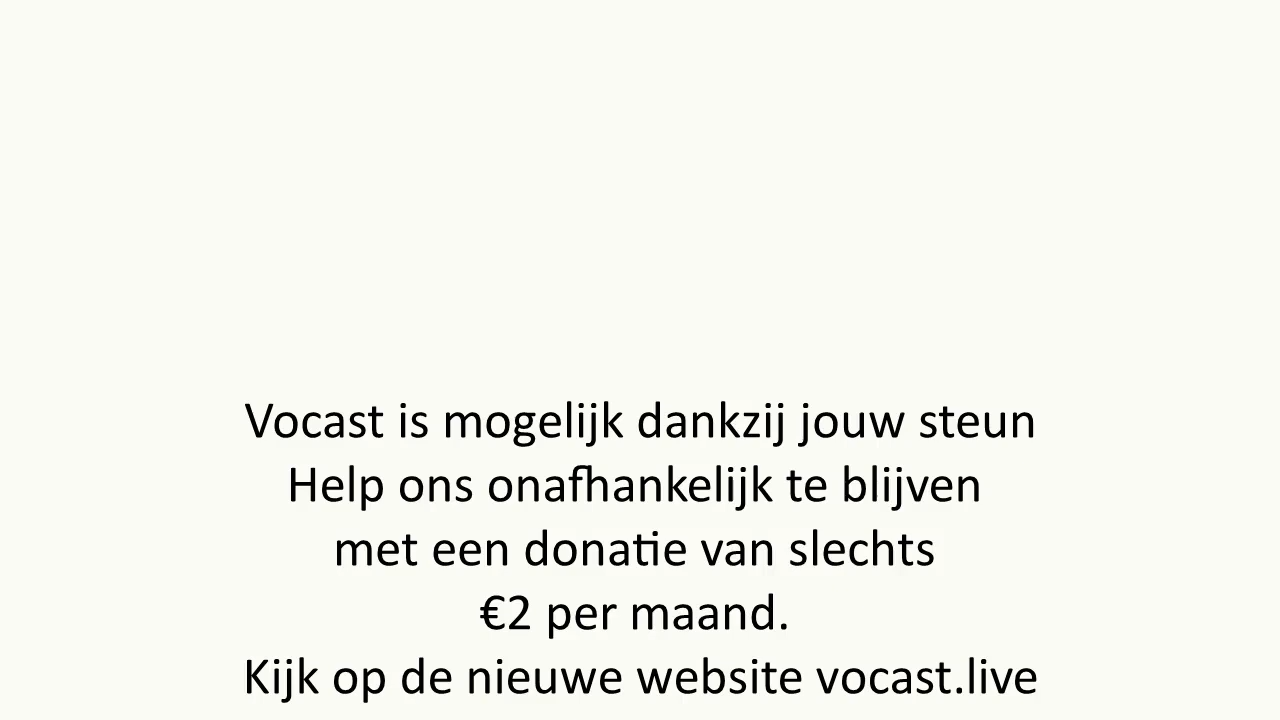 Vocast is mogelijk dankzij jouw steun
Help ons onafhankelijk te blijven
met een donatie van slechts
€2 per maand.
Kijk op de nieuwe website vocast.live